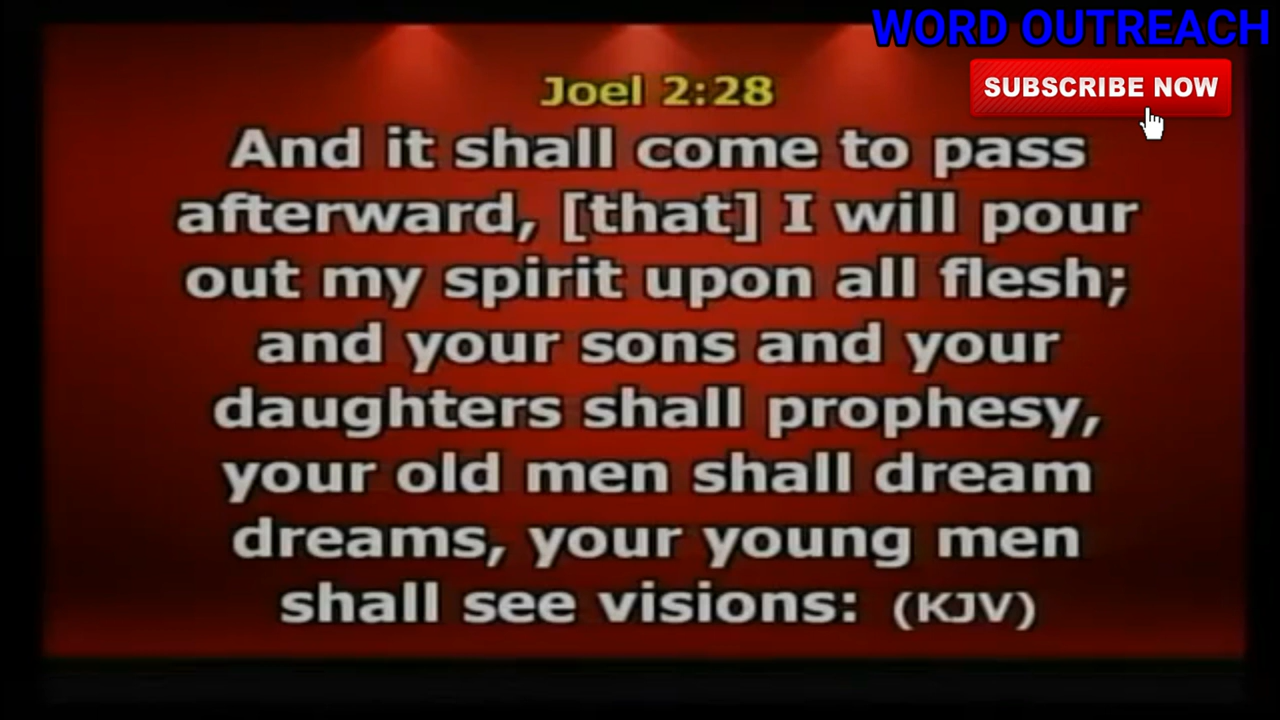 WORD OUTREACH
SUBSCRIBE NOW
Joel 2:28
And it shall come to pass
afterward, [that] I will pour
out my spirit upon all flesh;
and your sons and your
daughters shall prophesy,
your old men shall dream
dreams, your young men
shall see visions: (KJV)